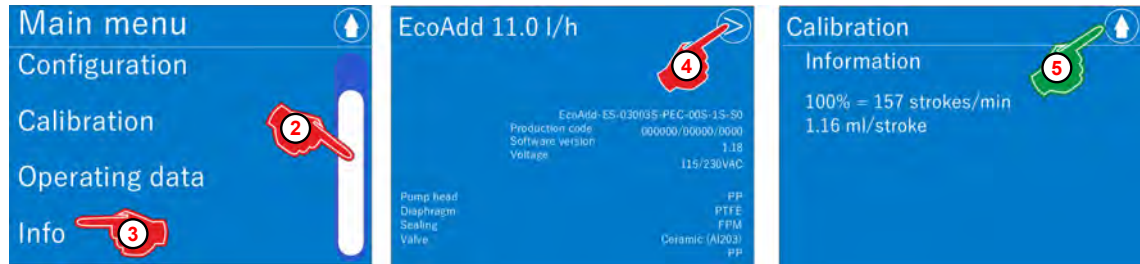 Main menu
Configuration
Calibration
2
Operating data
Info
3
EcoAdd 11.0 l/h
>
4
EcoAdd-ES-030035-PEC-00S-1S-S0
Production code 000000/00000/0000
Software version 1.18
Voltage 115/230VAC
Pump head PP
Diaphragm PTFE
Sealing FPM
Valve Ceramic (Al203)
PP
Calibration
5
Information
100% = 157 strokes/min
1.16 ml/stroke